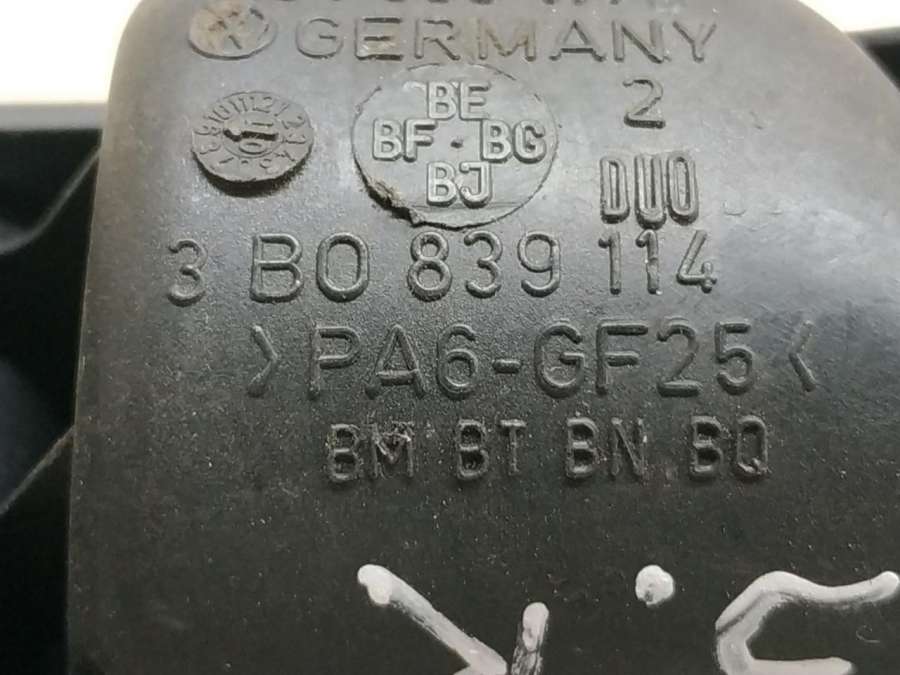 GERMANY
BE
2
BF · BG
BJ
DUO
3 B0 839 114
>PA6-GF25<
BM BT BN BQ